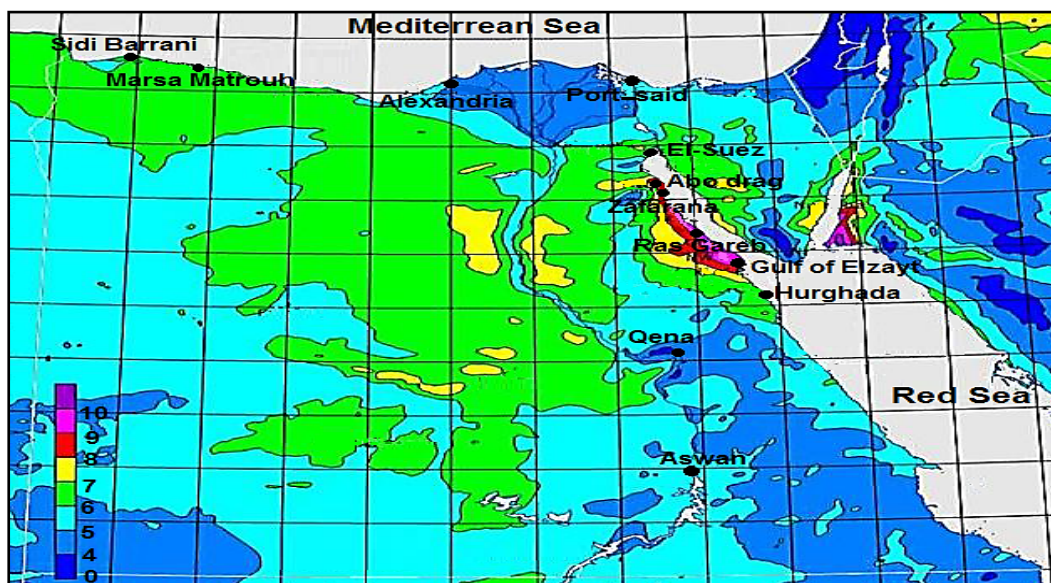 Mediterrean Sea
Sidi Barrani
Marsa Matrouh
Alexandria
Port-said
El-Suez
Abo drag
Zafarana
Ras Gareb
Gulf of Elzayt
Hurghada
Qena
Red Sea
Aswan
10
9
8
7
6
5
4
0